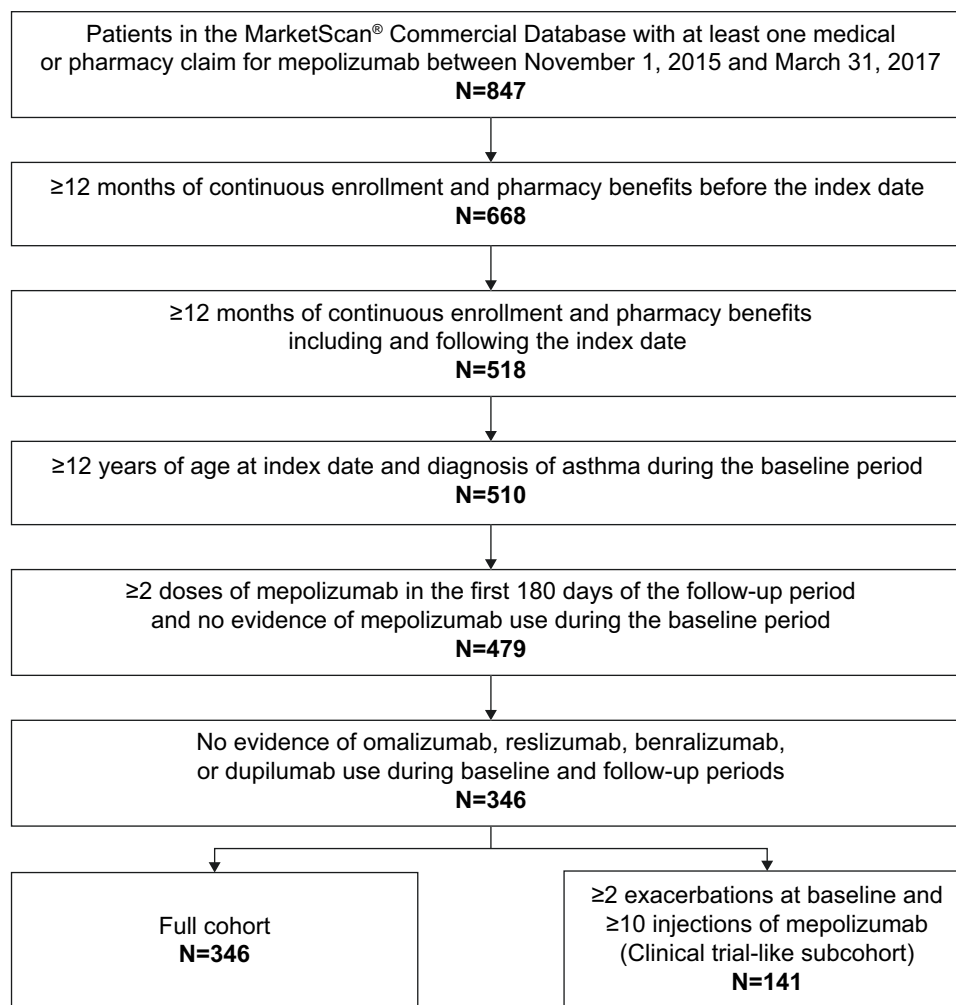 Patients in the MarketScan® Commercial Database with at least one medical
or pharmacy claim for mepolizumab between November 1, 2015 and March 31, 2017
N=847
≥12 months of continuous enrollment and pharmacy benefits before the index date
N=668
≥12 months of continuous enrollment and pharmacy benefits
including and following the index date
N=518
≥12 years of age at index date and diagnosis of asthma during the baseline period
N=510
≥2 doses of mepolizumab in the first 180 days of the follow-up period
and no evidence of mepolizumab use during the baseline period
N=479
No evidence of omalizumab, reslizumab, benralizumab,
or dupilumab use during baseline and follow-up periods
N=346
Full cohort
N=346
≥2 exacerbations at baseline and
≥10 injections of mepolizumab
(Clinical trial-like subcohort)
N=141